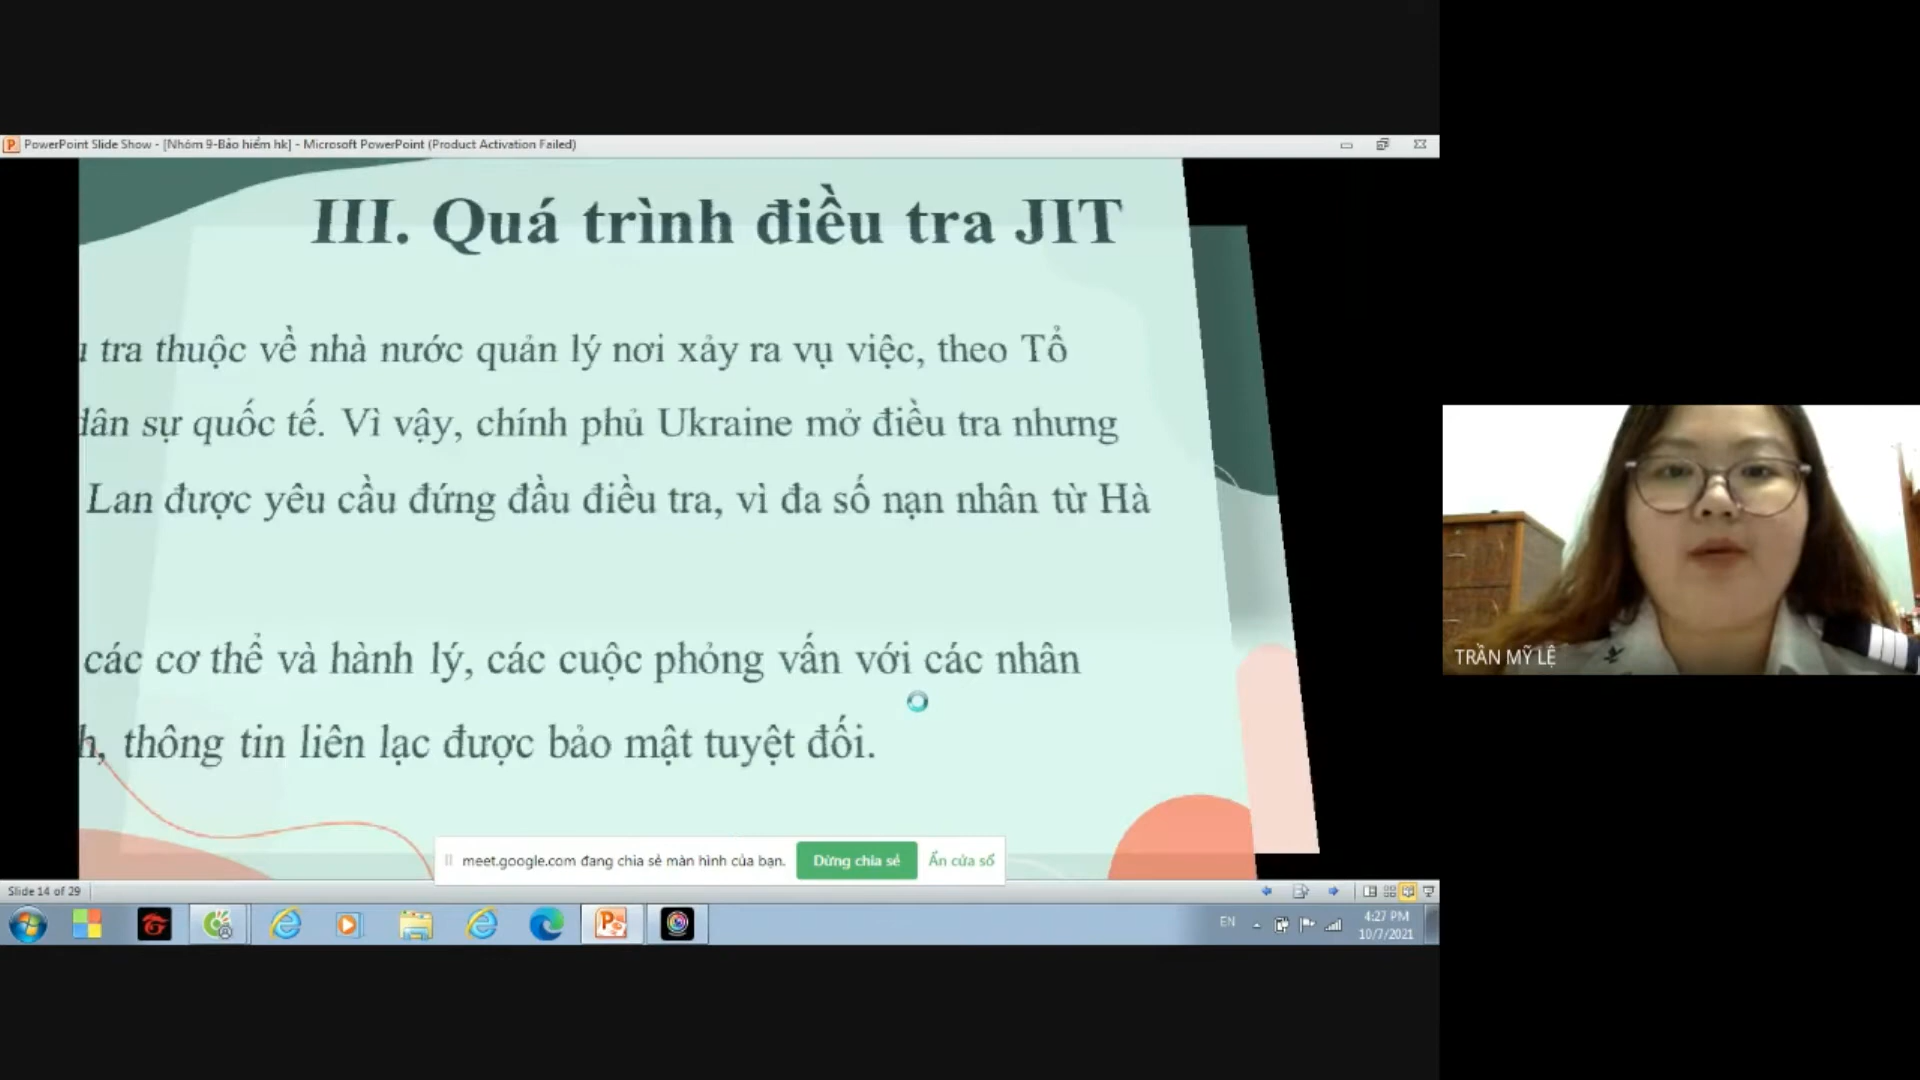 PowerPoint Slide Show - [Nhóm 9-Bảo hiểm hk] - Microsoft PowerPoint (Product Activation Failed)
III. Quá trình điều tra JIT
tra thuộc về nhà nước quản lý nơi xảy ra vụ việc, theo Tổ
dân sự quốc tế. Vì vậy, chính phủ Ukraine mở điều tra nhưng
Lan được yêu cầu đứng đầu điều tra, vì đa số nạn nhân từ Hà
các cơ thể và hành lý, các cuộc phỏng vấn với các nhân
h, thông tin liên lạc được bảo mật tuyệt đối.
TRẦN MỸ LỆ
meet.google.com đang chia sẻ màn hình của bạn. Dừng chia sẻ Ẩn cửa sổ
Slide 14 of 29
EN
4:27 PM
10/7/2021